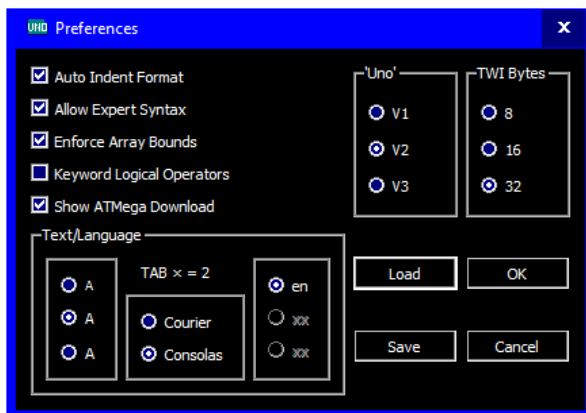 UNO Preferences x
Auto Indent Format
Allow Expert Syntax
Enforce Array Bounds
Keyword Logical Operators
Show ATMega Download
'Uno'
V1
V2
V3
TWI Bytes
8
16
32
Text/Language
A
A
A
TAB × = 2
Courier
Consolas
en
xx
xx
Load
OK
Save
Cancel